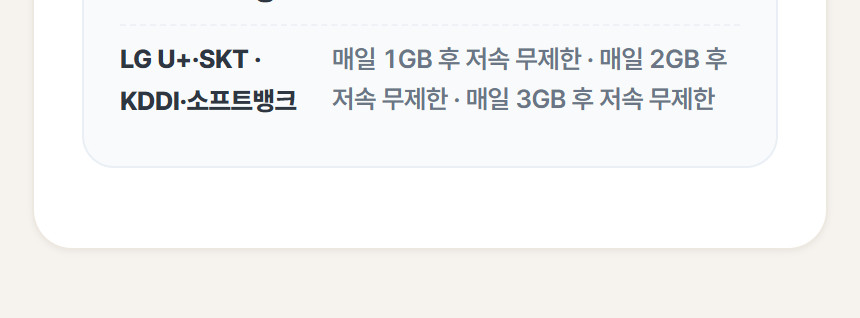 LG U+·SKT ·
KDDI·소프트뱅크
매일 1GB 후 저속 무제한 · 매일 2GB 후
저속 무제한 · 매일 3GB 후 저속 무제한